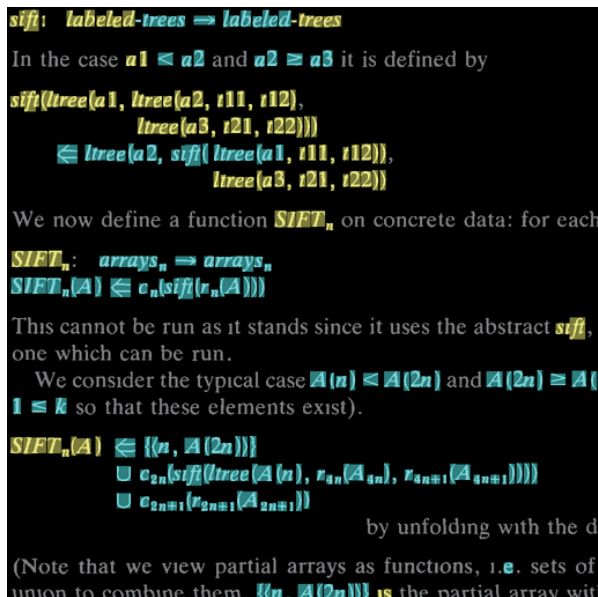 sift: labeled-trees ⇒ labeled-trees
In the case a1 ≤ a2 and a2 ≥ a3 it is defined by
sift(ltree(a1, ltree(a2, t11, t12),
ltree(a3, t21, t22)))
⇐ ltree(a2, sift( ltree(a1, t11, t12)),
ltree(a3, t21, t22))
We now define a function SIFTₙ on concrete data: for each
SIFTₙ: arraysₙ ⇒ arraysₙ
SIFTₙ(A) ⇐ cₙ(sift(rₙ(A)))
This cannot be run as it stands since it uses the abstract sift,
one which can be run.
We consider the typical case A(n) ≤ A(2n) and A(2n) ≥ A(
1 ≤ k so that these elements exist).
SIFTₙ(A) ⇐ {⟨n, A(2n)⟩}
∪ c₂ₙ(sift(ltree(A(n), r₄ₙ(A₄ₙ), r₄ₙ₊₁(A₄ₙ₊₁))))
∪ c₂ₙ₊₁(r₂ₙ₊₁(A₂ₙ₊₁))
by unfolding with the d
(Note that we view partial arrays as functions, i.e. sets of
union to combine them. {⟨n, A(2n)⟩} is the partial array with